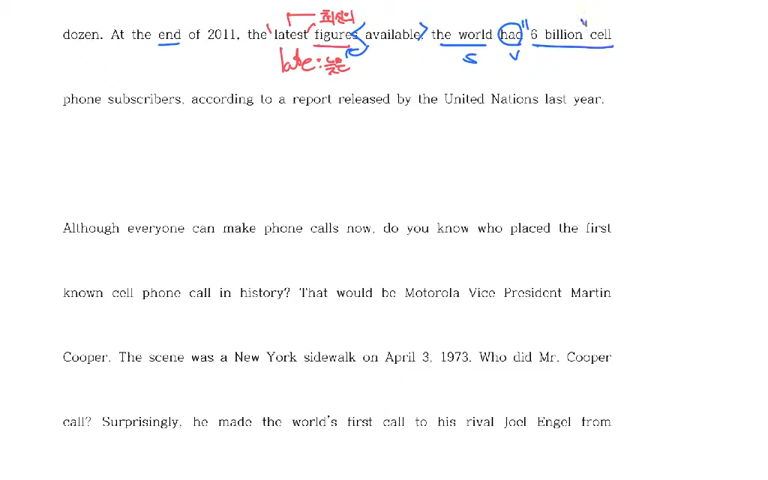 최신의
dozen. At the end of 2011, the latest figures available, the world had 6 billion cell
late : 늦은 S V
phone subscribers, according to a report released by the United Nations last year.
Although everyone can make phone calls now, do you know who placed the first
known cell phone call in history? That would be Motorola Vice President Martin
Cooper. The scene was a New York sidewalk on April 3, 1973. Who did Mr. Cooper
call? Surprisingly, he made the world's first call to his rival Joel Engel from